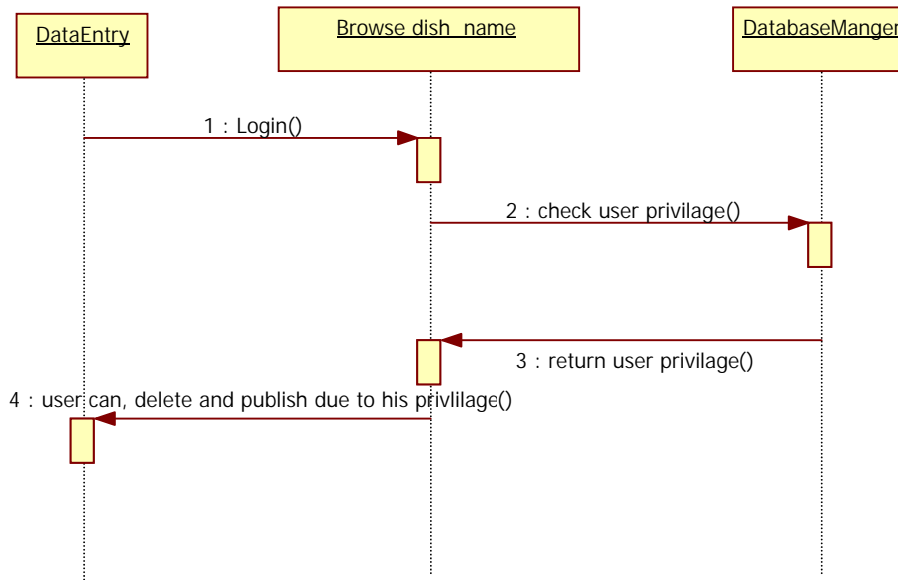 DataEntry
Browse dish_name
DatabaseManger
1 : Login()
2 : check user privilage()
3 : return user privilage()
4 : user can, delete and publish due to his privlilage()